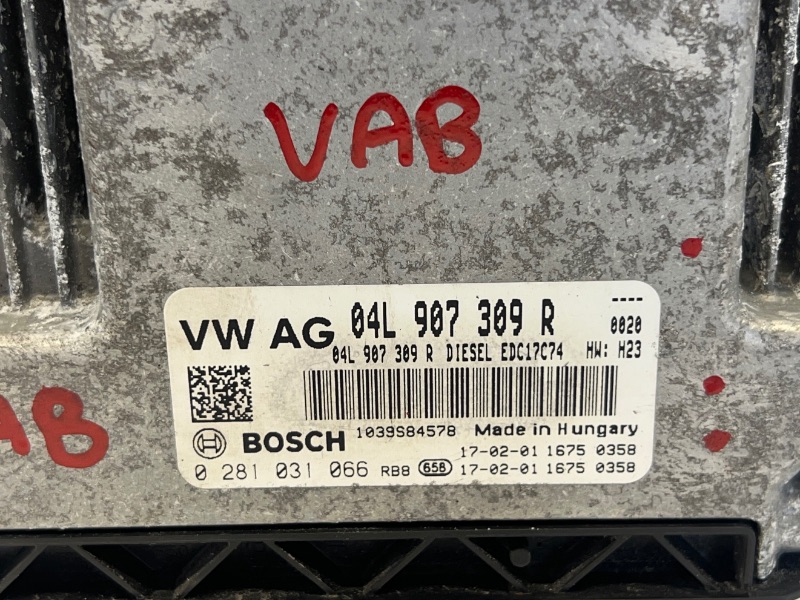 VAB
VW AG 04L 907 309 R ----
0020
04L 907 309 R DIESEL EDC17C74 HW: H23
AB
BOSCH 1039S84578 Made in Hungary
17-02-01 1675 0358
0 281 031 066 RB8 658 17-02-01 1675 0358